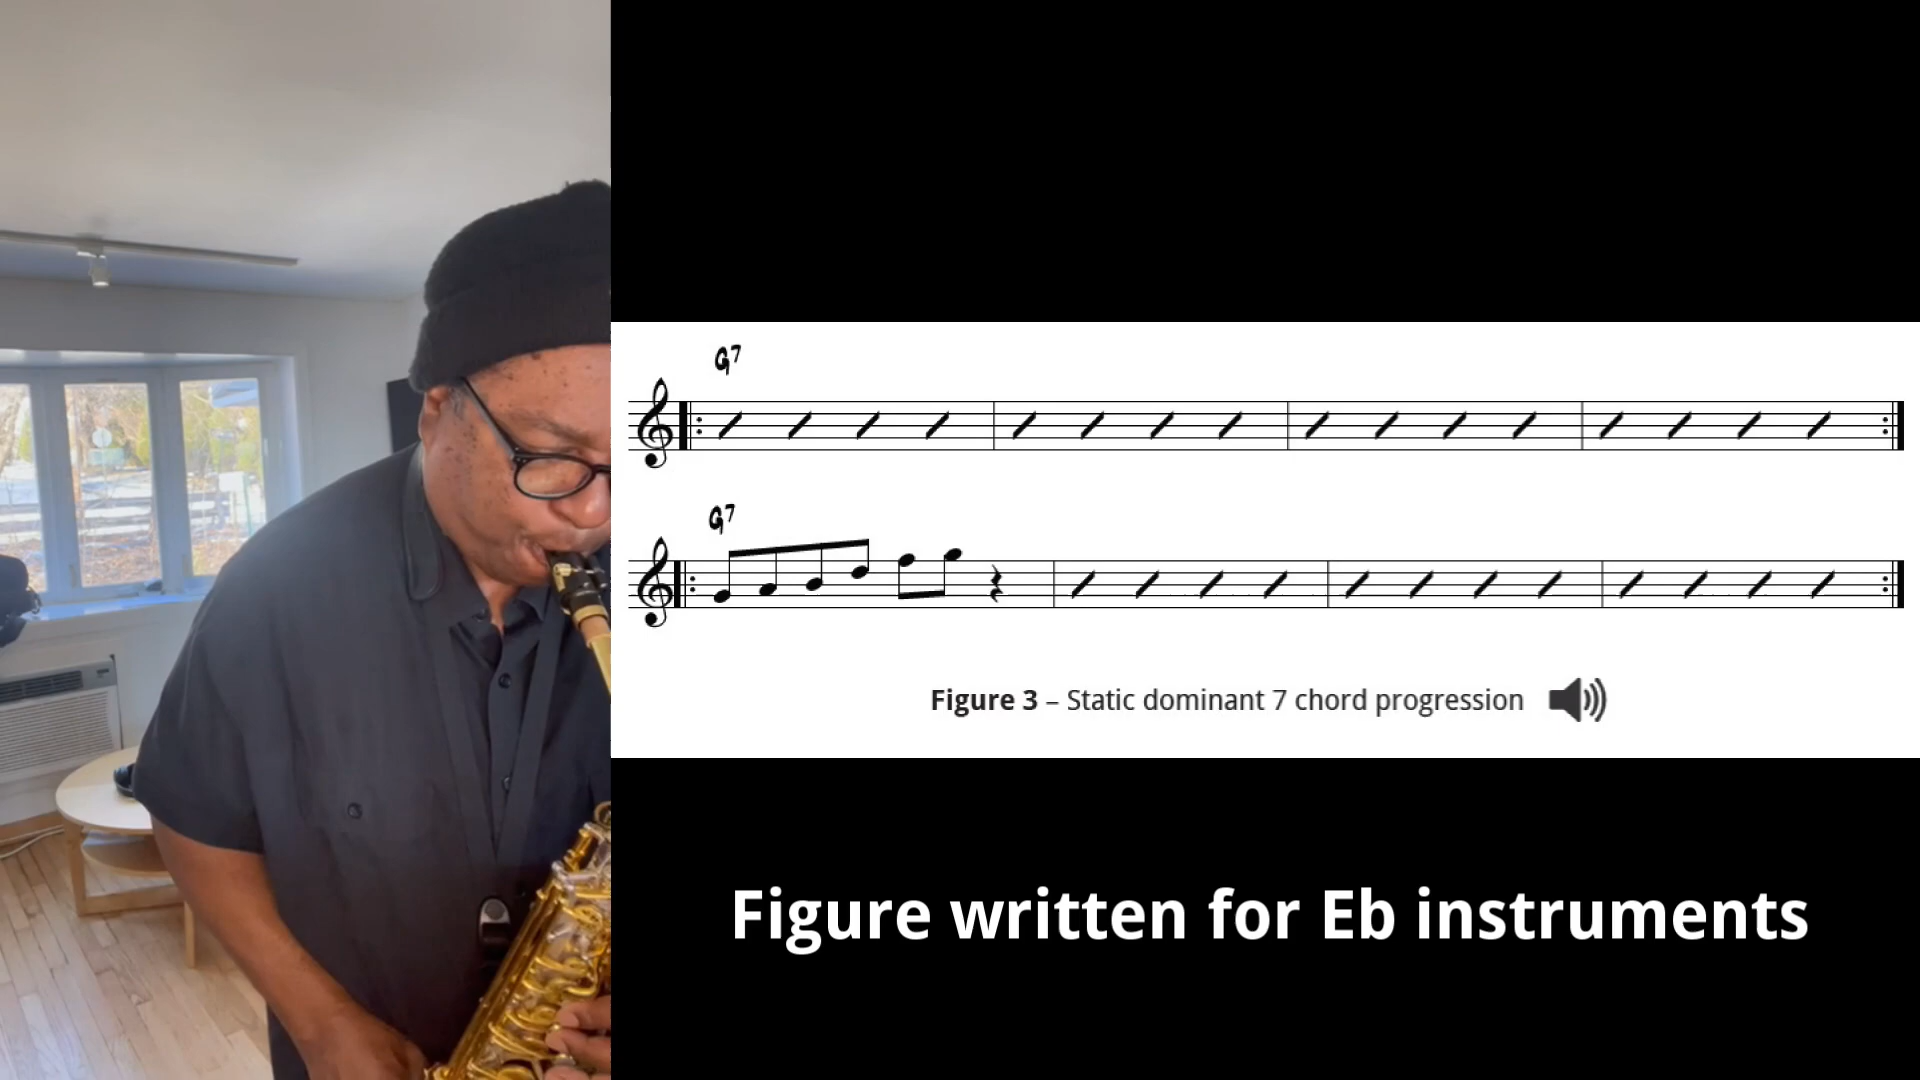 G7
G7
Figure 3 – Static dominant 7 chord progression
Figure written for Eb instruments